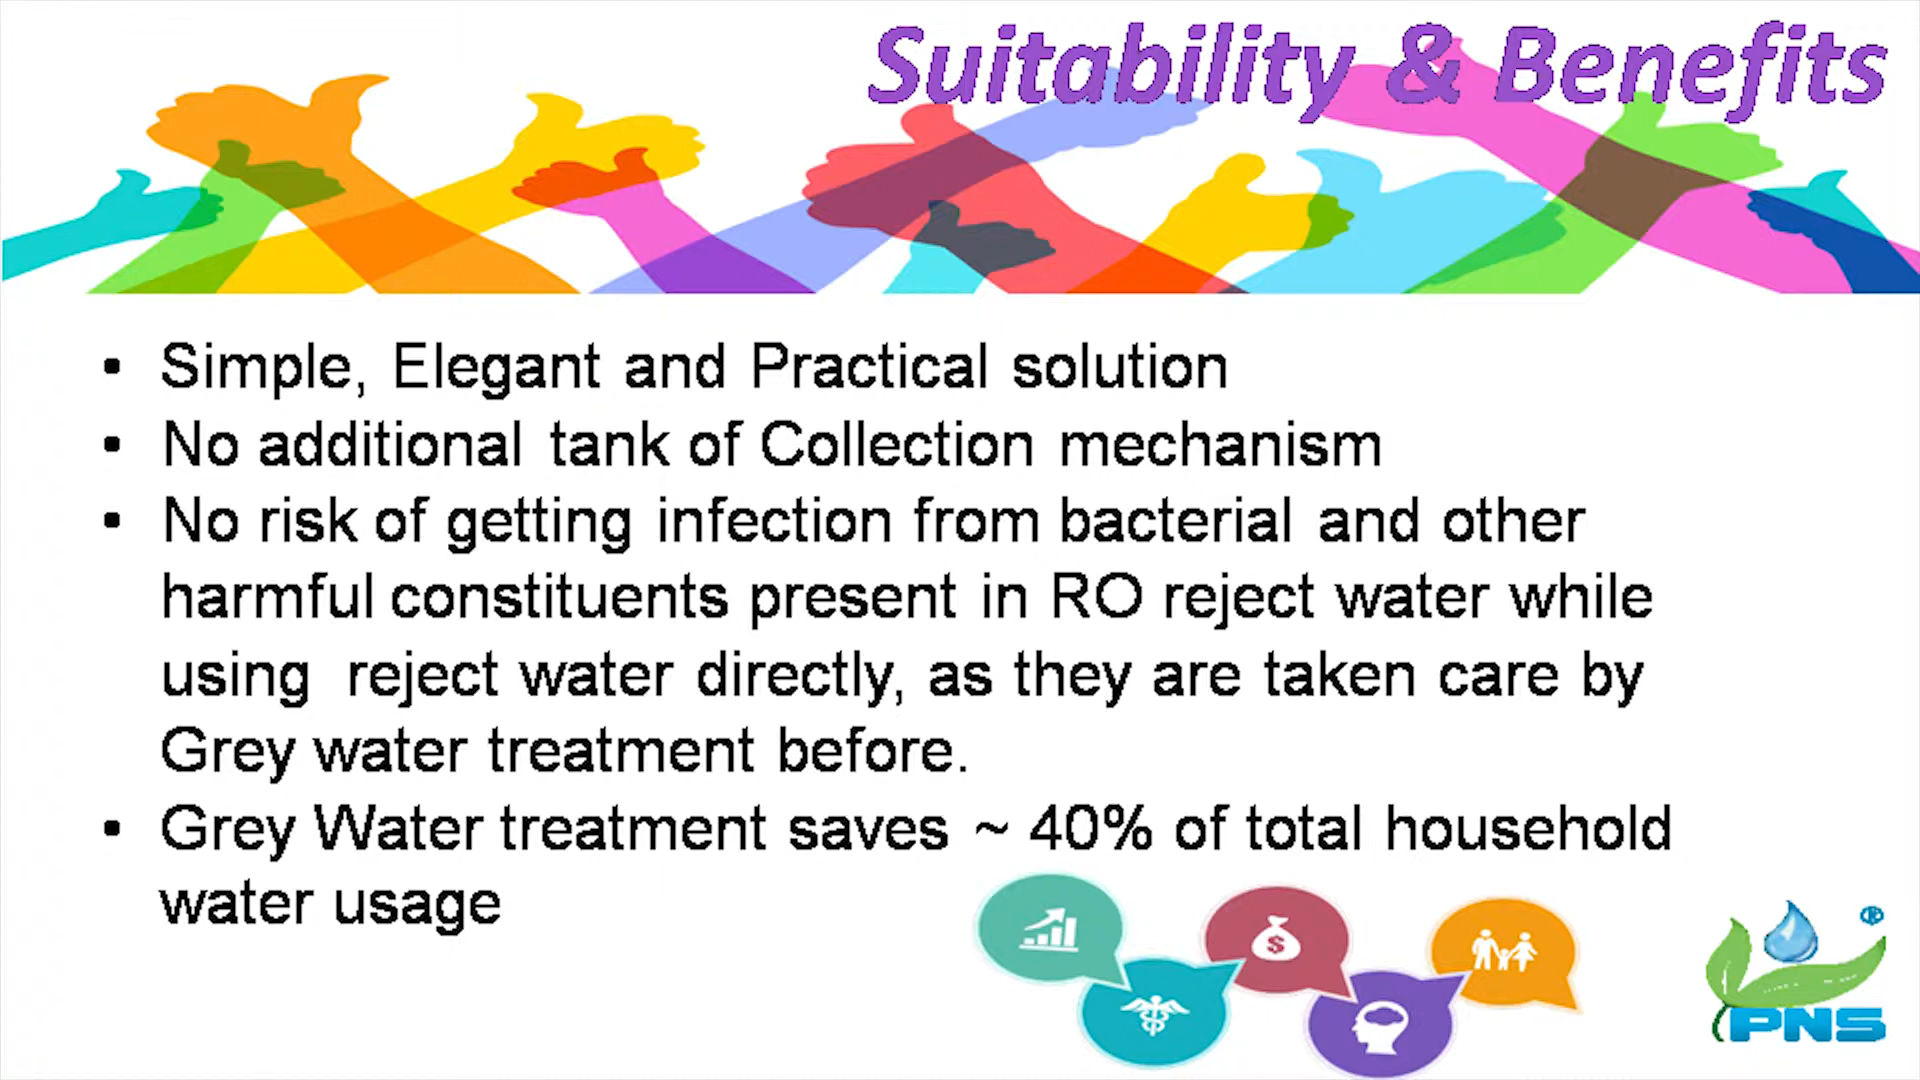 Suitability & Benefits
▪ Simple, Elegant and Practical solution
▪ No additional tank of Collection mechanism
▪ No risk of getting infection from bacterial and other
harmful constituents present in RO reject water while
using reject water directly, as they are taken care by
Grey water treatment before.
▪ Grey Water treatment saves ~ 40% of total household
water usage
$
®
PNS